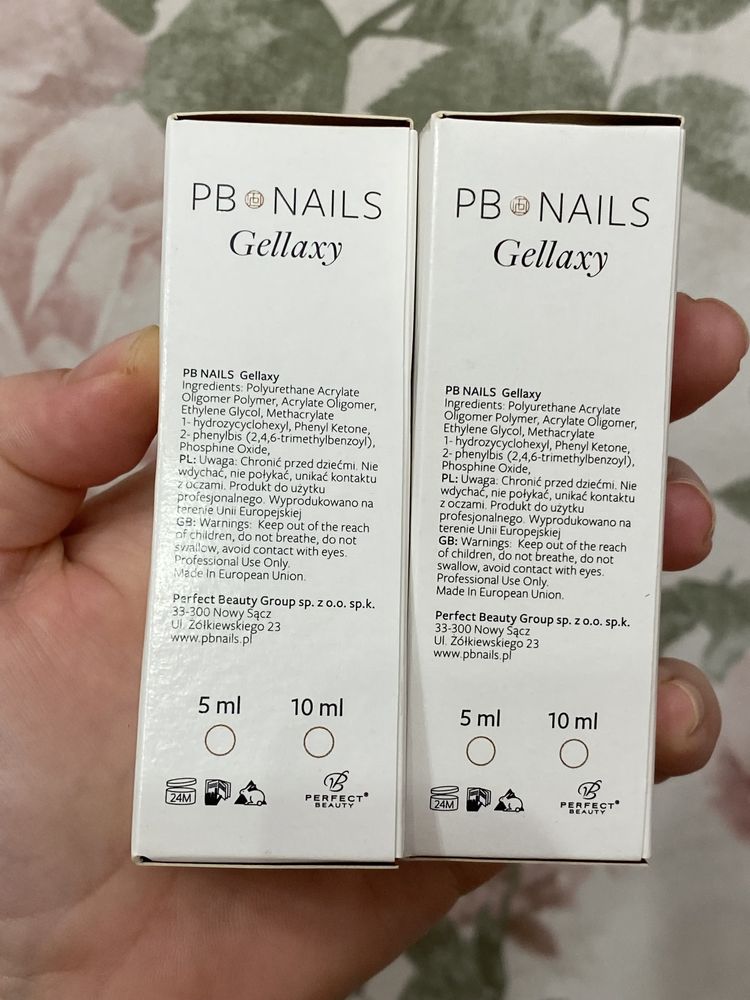 PB NAILS
Gellaxy
PB NAILS Gellaxy
Ingredients: Polyurethane Acrylate
Oligomer Polymer, Acrylate Oligomer,
Ethylene Glycol, Methacrylate
1- hydrozycyclohexyl, Phenyl Ketone,
2- phenylbis (2,4,6-trimethylbenzoyl),
Phosphine Oxide,
PL: Uwaga: Chronić przed dziećmi. Nie
wdychać, nie połykać, unikać kontaktu
z oczami. Produkt do użytku
profesjonalnego. Wyprodukowano na
terenie Unii Europejskiej
GB: Warnings: Keep out of the reach
of children, do not breathe, do not
swallow, avoid contact with eyes.
Professional Use Only.
Made In European Union.
Perfect Beauty Group sp. z o.o. sp.k.
33-300 Nowy Sącz
Ul. Żółkiewskiego 23
www.pbnails.pl
5 ml 10 ml
24M
PERFECT®
BEAUTY
PB NAILS
Gellaxy
PB NAILS Gellaxy
Ingredients: Polyurethane Acrylate
Oligomer Polymer, Acrylate Oligomer,
Ethylene Glycol, Methacrylate
1- hydrozycyclohexyl, Phenyl Ketone,
2- phenylbis (2,4,6-trimethylbenzoyl),
Phosphine Oxide,
PL: Uwaga: Chronić przed dziećmi. Nie
wdychać, nie połykać, unikać kontaktu
z oczami. Produkt do użytku
profesjonalnego. Wyprodukowano na
terenie Unii Europejskiej
GB: Warnings: Keep out of the reach
of children, do not breathe, do not
swallow, avoid contact with eyes.
Professional Use Only.
Made In European Union.
Perfect Beauty Group sp. z o.o. sp.k.
33-300 Nowy Sącz
Ul. Żółkiewskiego 23
www.pbnails.pl
5 ml 10 ml
24M
PERFECT®
BEAUTY